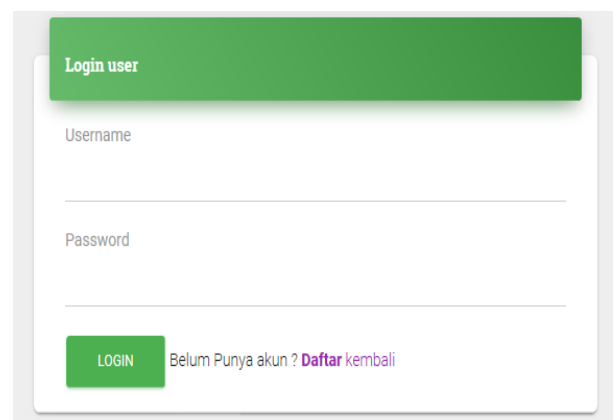 Login user
Username
Password
LOGIN Belum Punya akun ? Daftar kembali